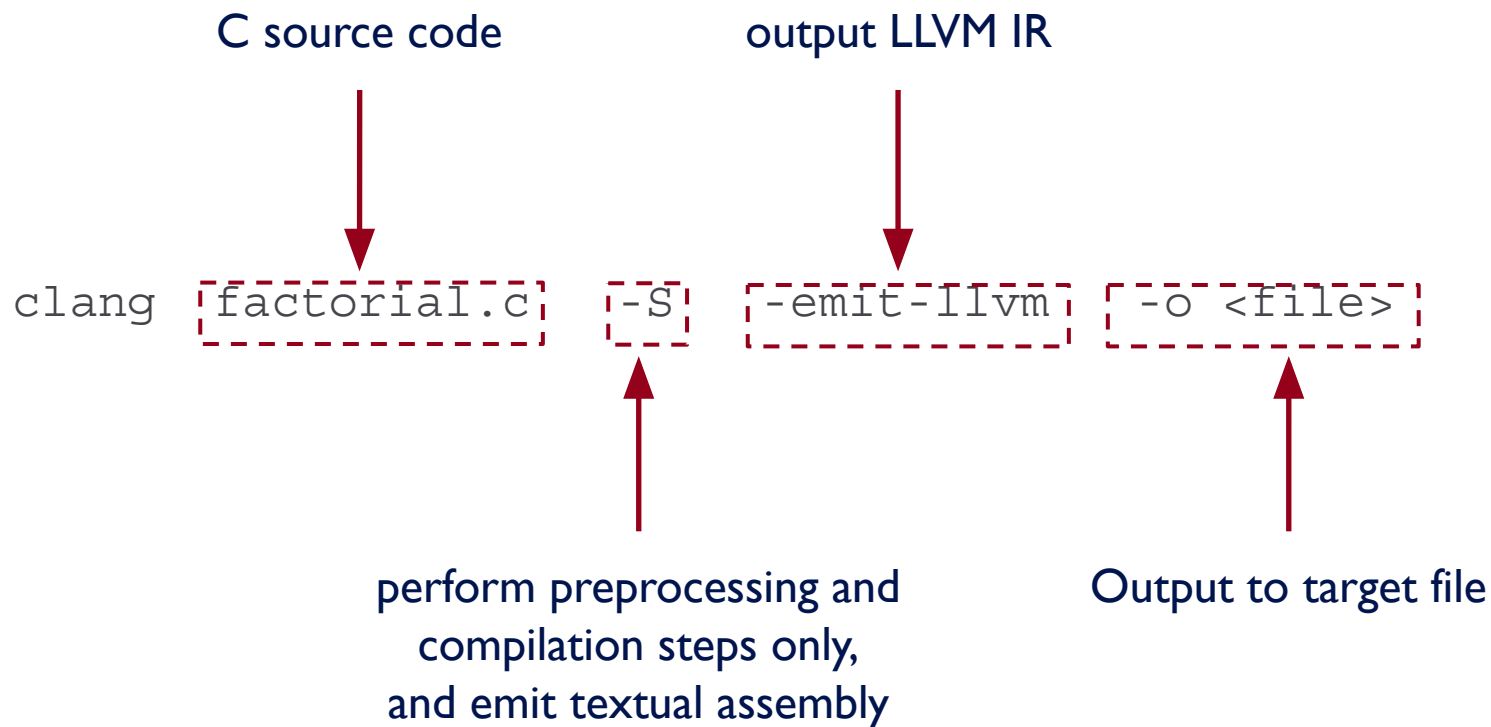 C source code
output LLVM IR
clang factorial.c -S -emit-llvm -o <file>
perform preprocessing and
compilation steps only,
and emit textual assembly
Output to target file